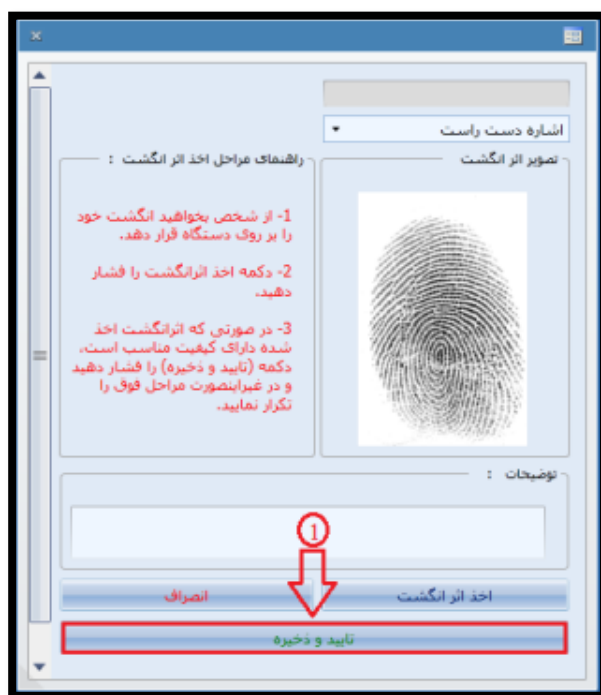 اشاره دست راست
تصویر اثر انگشت
راهنمای مراحل اخذ اثر انگشت :
1- از شخص بخواهید انگشت خود
را بر روی دستگاه قرار دهد.
2- دکمه اخذ اثرانگشت را فشار
دهید.
3- در صورتی که اثرانگشت اخذ
شده دارای کیفیت مناسب است،
دکمه (تایید و ذخیره) را فشار دهید
و در غیراینصورت مراحل فوق را
تکرار نمایید.
توضیحات :
1
اخذ اثر انگشت
انصراف
تایید و ذخیره